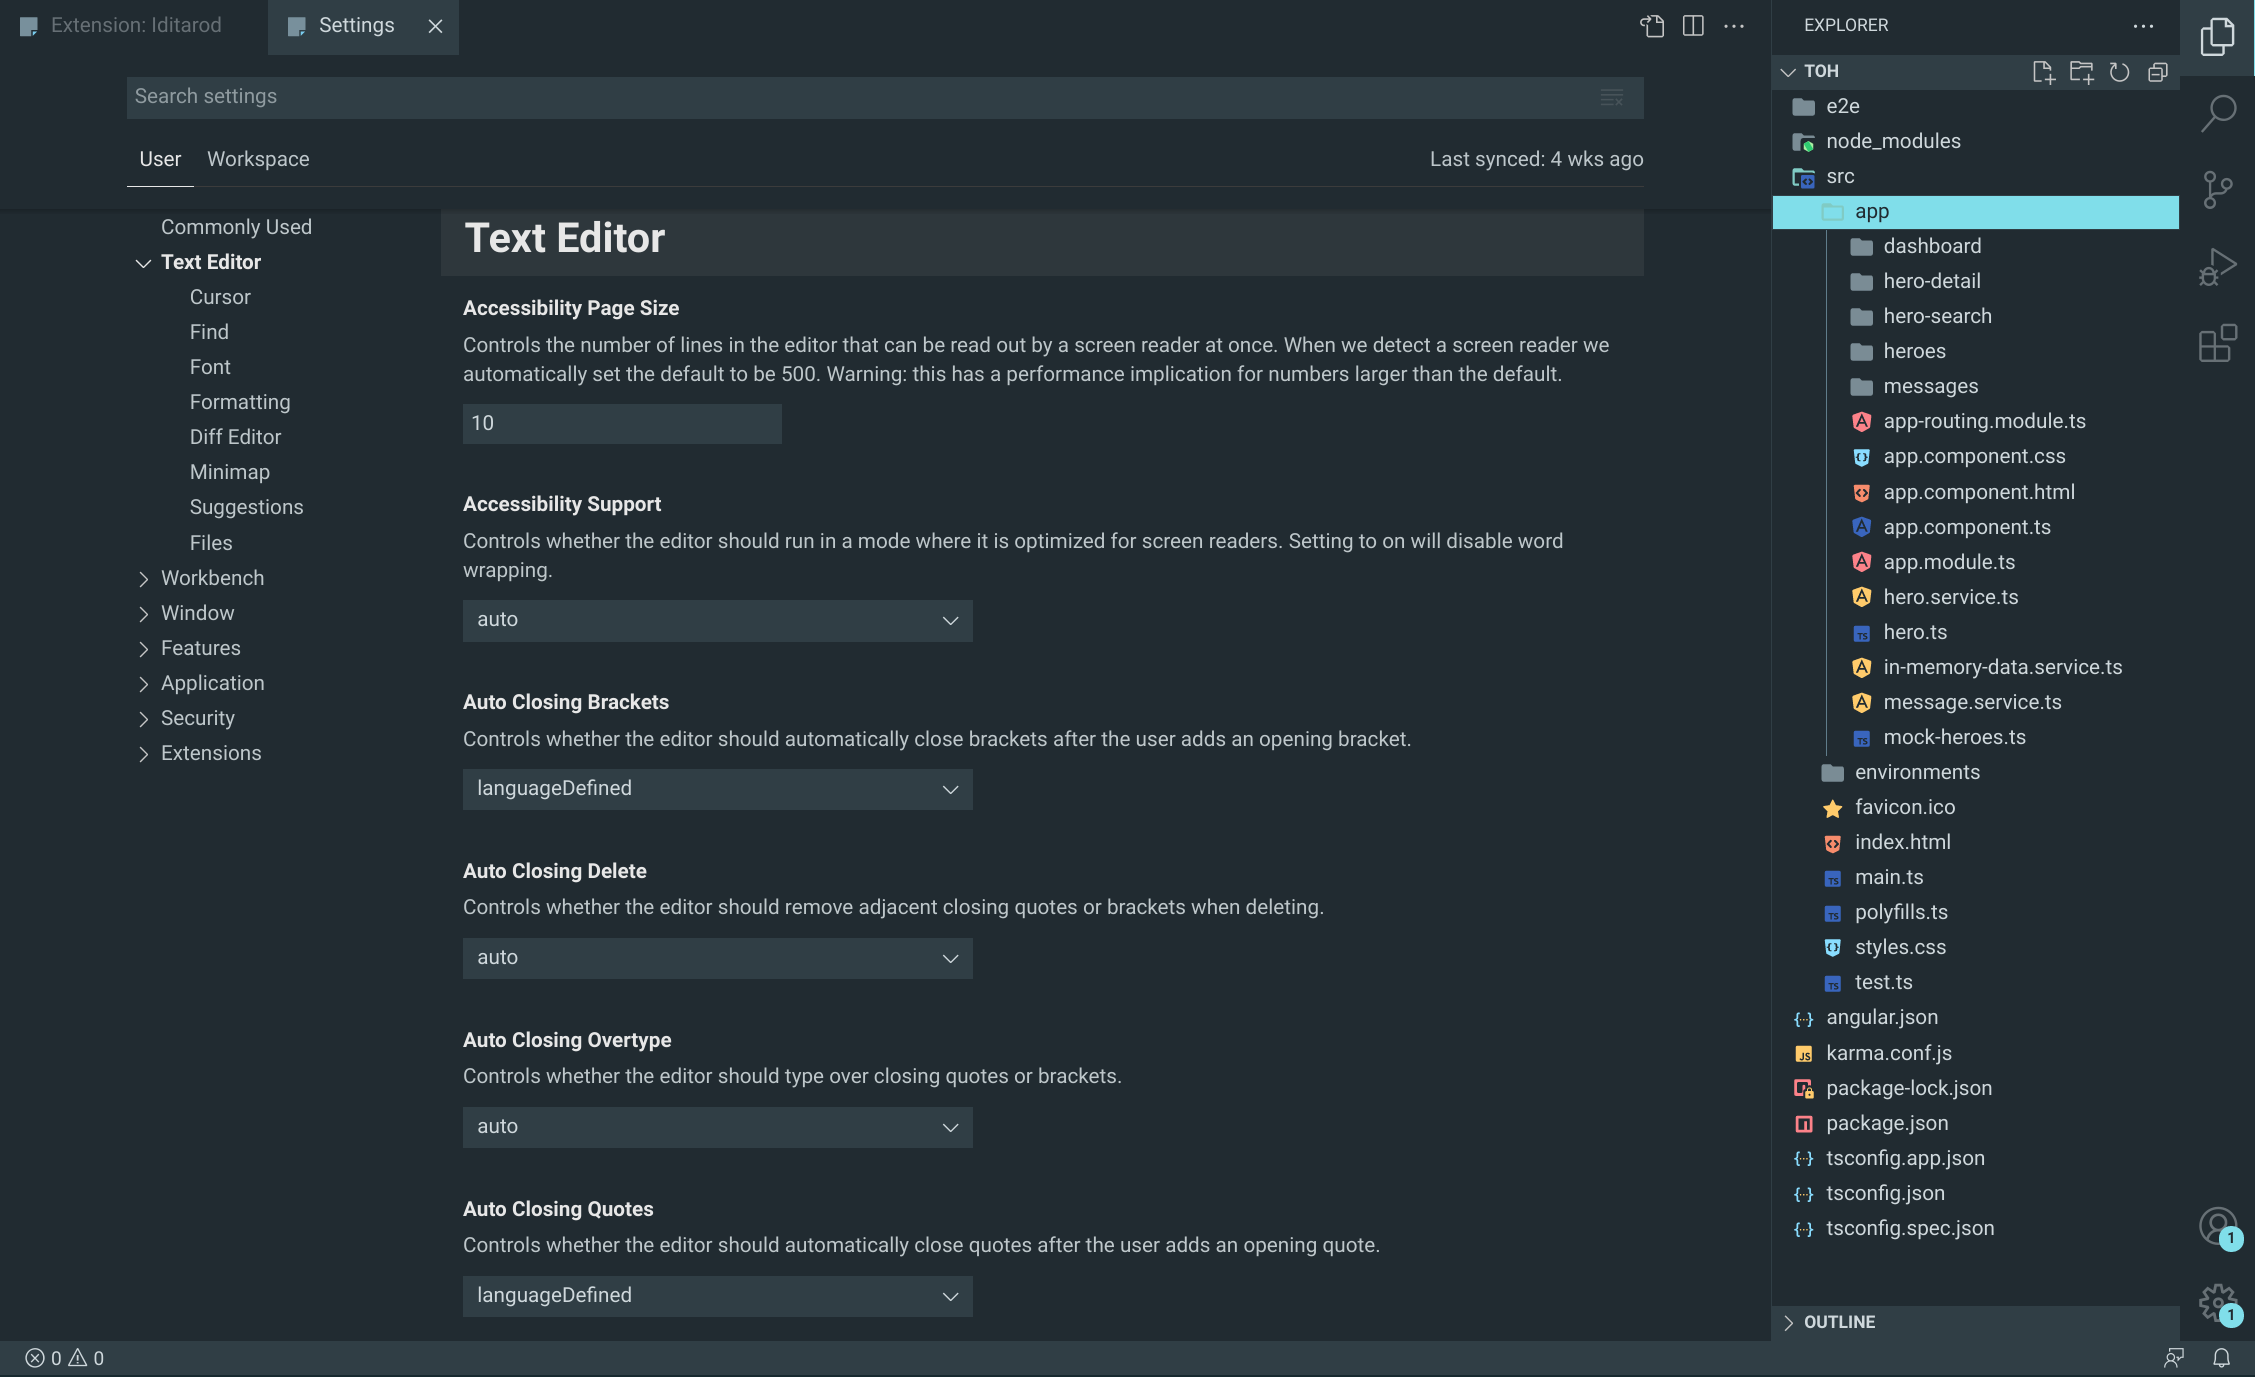 Extension: Iditarod
Settings
Search settings
User
Workspace
Last synced: 4 wks ago
Commonly Used
Text Editor
Cursor
Find
Font
Formatting
Diff Editor
Minimap
Suggestions
Files
Workbench
Window
Features
Application
Security
Extensions
Text Editor
Accessibility Page Size
Controls the number of lines in the editor that can be read out by a screen reader at once. When we detect a screen reader we
automatically set the default to be 500. Warning: this has a performance implication for numbers larger than the default.
10
Accessibility Support
Controls whether the editor should run in a mode where it is optimized for screen readers. Setting to on will disable word
wrapping.
auto
Auto Closing Brackets
Controls whether the editor should automatically close brackets after the user adds an opening bracket.
languageDefined
Auto Closing Delete
Controls whether the editor should remove adjacent closing quotes or brackets when deleting.
auto
Auto Closing Overtype
Controls whether the editor should type over closing quotes or brackets.
auto
Auto Closing Quotes
Controls whether the editor should automatically close quotes after the user adds an opening quote.
languageDefined
EXPLORER
TOH
e2e
node_modules
src
app
dashboard
hero-detail
hero-search
heroes
messages
app-routing.module.ts
app.component.css
app.component.html
app.component.ts
app.module.ts
hero.service.ts
TS hero.ts
in-memory-data.service.ts
message.service.ts
TS mock-heroes.ts
environments
favicon.ico
index.html
TS main.ts
TS polyfills.ts
styles.css
TS test.ts
angular.json
JS karma.conf.js
package-lock.json
package.json
tsconfig.app.json
tsconfig.json
tsconfig.spec.json
OUTLINE
1
1
0 0